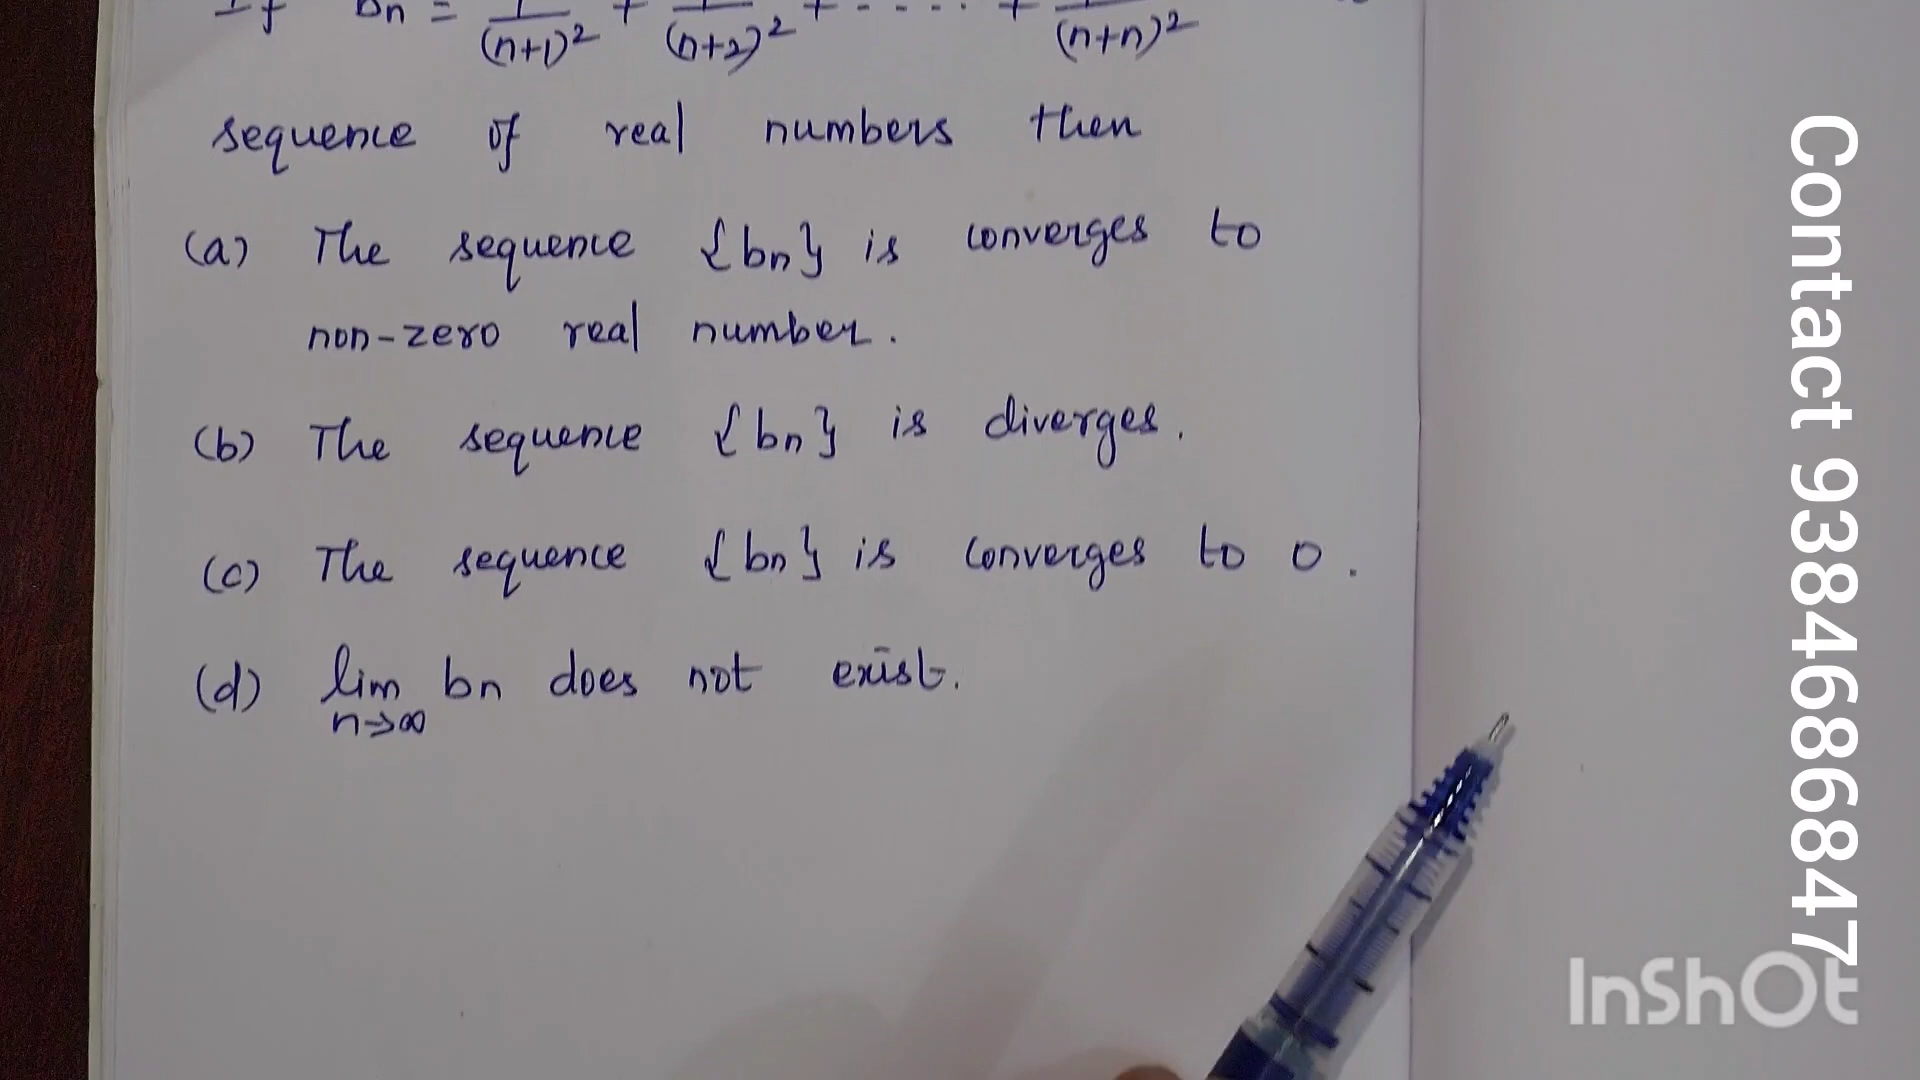 If bn = 1/(n+1)² + 1/(n+2)² + ..... + 1/(n+n)²
sequence of real numbers then
(a) The sequence {bn} is converges to
non-zero real number.
(b) The sequence {bn} is diverges.
(c) The sequence {bn} is converges to 0.
(d) lim bn does not exist.
n→∞
Contact 9384686847
InShOt